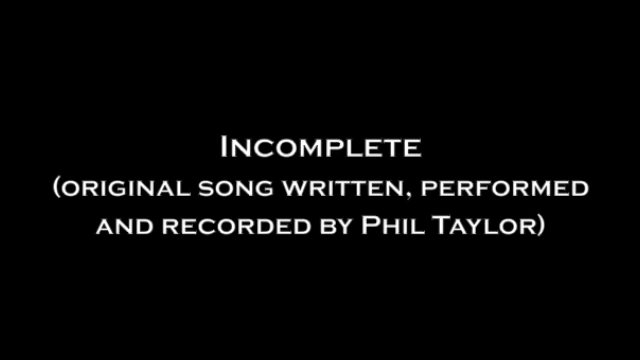 Incomplete
(original song written, performed
and recorded by Phil Taylor)